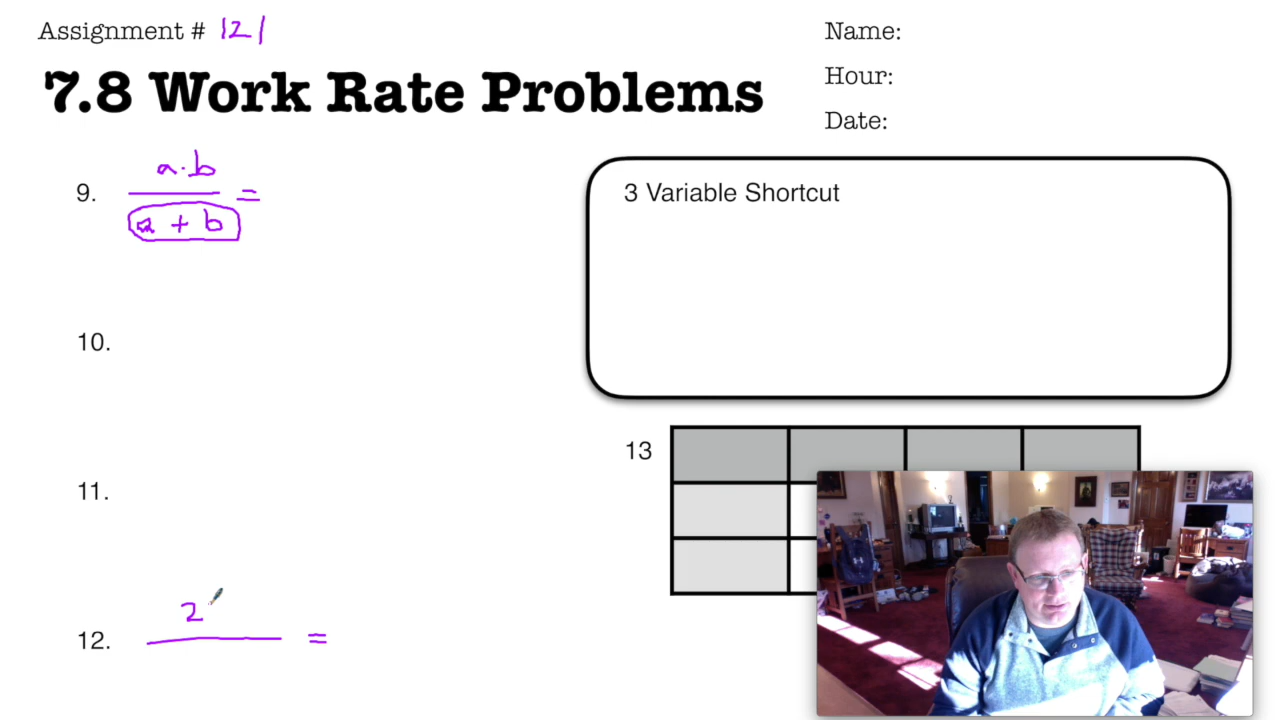 Assignment # 121
Name:
7.8 Work Rate Problems
Hour:
Date:
9. a·b
=
a + b
3 Variable Shortcut
10.
13
11.
2
12. =